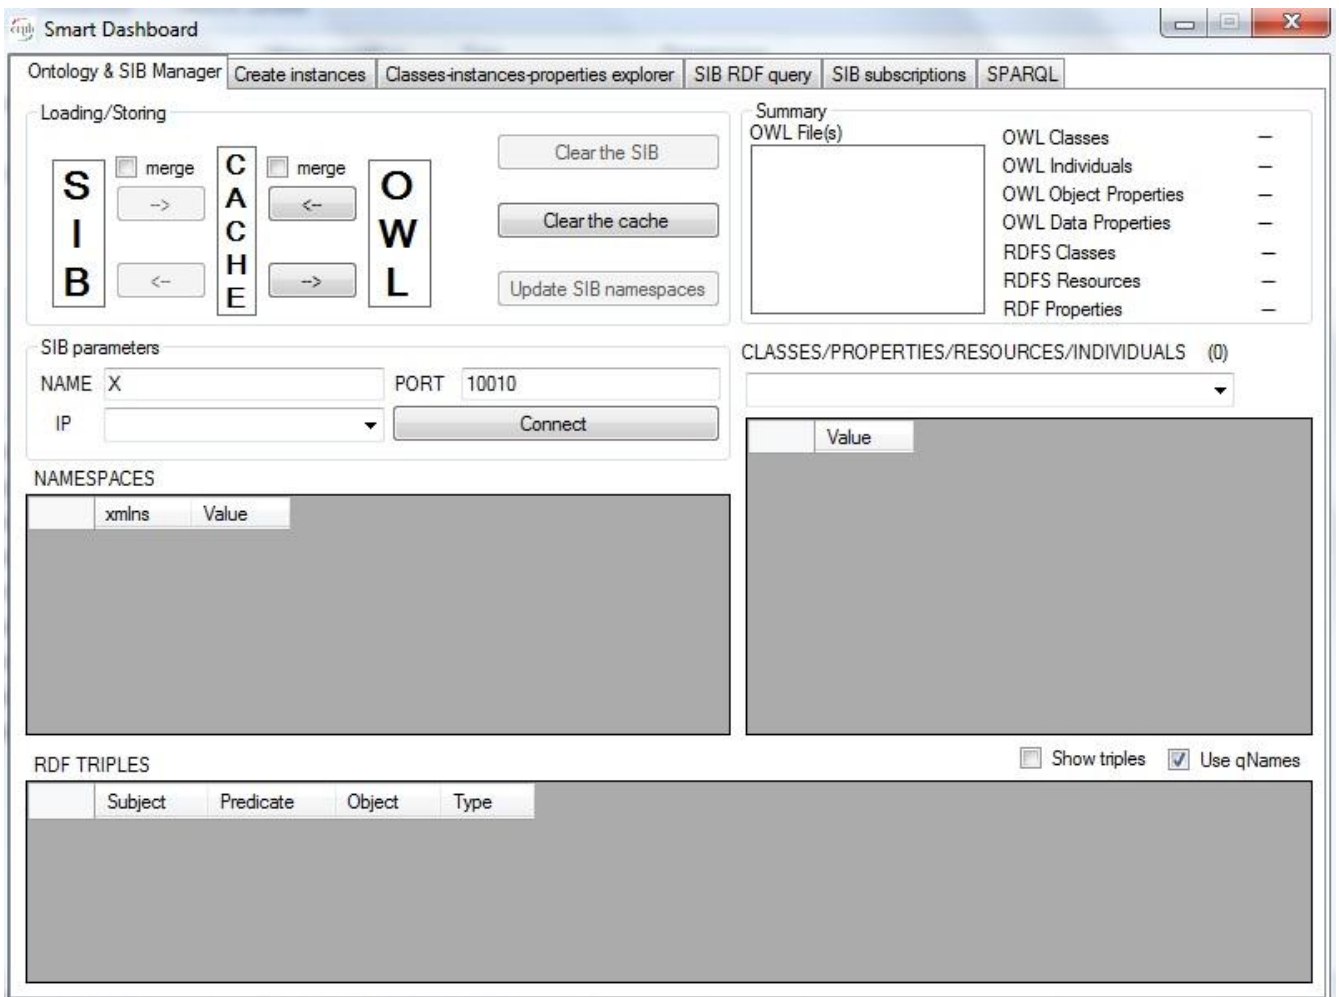 Smart Dashboard
Ontology & SIB Manager Create instances Classes-instances-properties explorer SIB RDF query SIB subscriptions SPARQL
Loading/Storing
SIB
merge
-->
<--
CACHE
merge
<--
-->
OWL
Clear the SIB
Clear the cache
Update SIB namespaces
Summary
OWL File(s)
OWL Classes –
OWL Individuals –
OWL Object Properties –
OWL Data Properties –
RDFS Classes –
RDFS Resources –
RDF Properties –
SIB parameters
NAME X PORT 10010
IP Connect
CLASSES/PROPERTIES/RESOURCES/INDIVIDUALS (0)
Value
NAMESPACES
xmlns Value
Show triples Use qNames
RDF TRIPLES
Subject Predicate Object Type